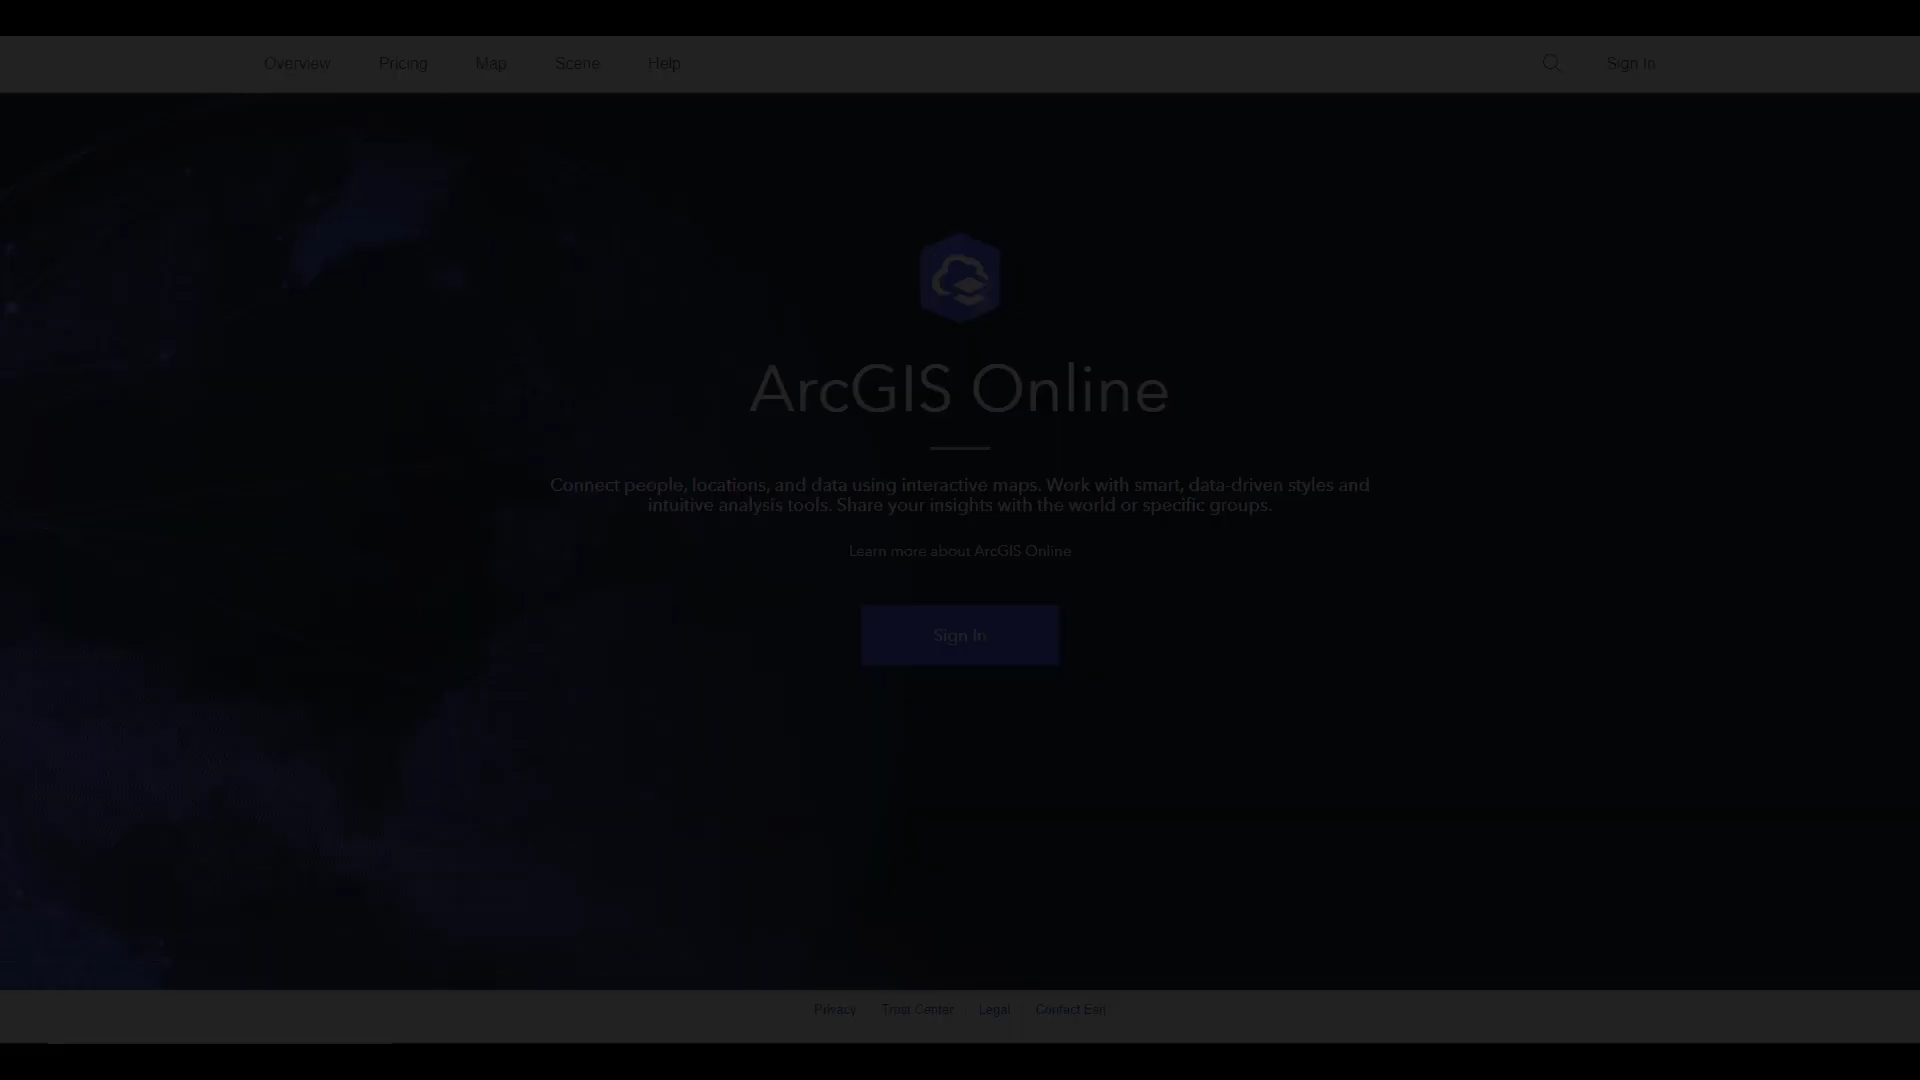 Overview Pricing Map Scene Help Sign In
ArcGIS Online
Connect people, locations, and data using interactive maps. Work with smart, data-driven styles and
intuitive analysis tools. Share your insights with the world or specific groups.
Learn more about ArcGIS Online
Sign In
Privacy Trust Center Legal Contact Esri